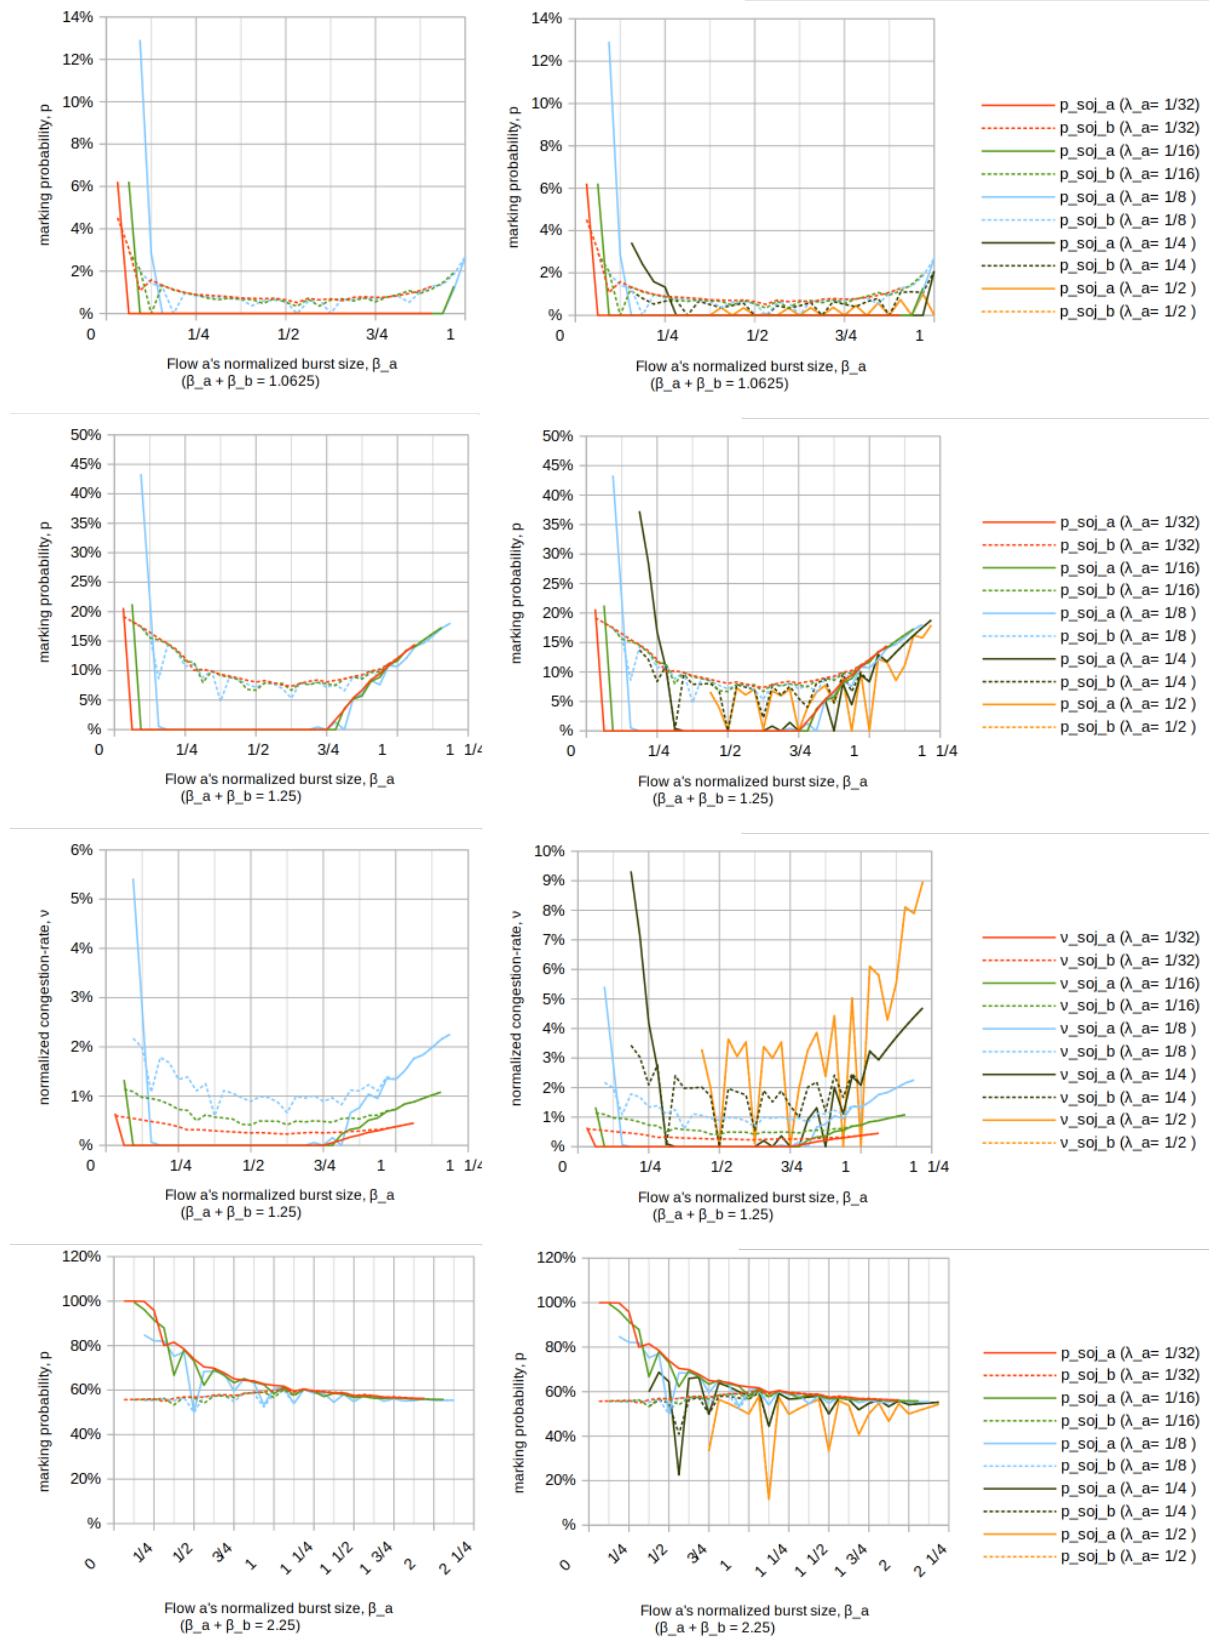 14%
12%
10%
8%
6%
4%
2%
%
marking probability, p
0
1/4
1/2
3/4
1
Flow a's normalized burst size, β_a
(β_a + β_b = 1.0625)
14%
12%
10%
8%
6%
4%
2%
%
marking probability, p
0
1/4
1/2
3/4
1
Flow a's normalized burst size, β_a
(β_a + β_b = 1.0625)
p_soj_a (λ_a= 1/32)
p_soj_b (λ_a= 1/32)
p_soj_a (λ_a= 1/16)
p_soj_b (λ_a= 1/16)
p_soj_a (λ_a= 1/8 )
p_soj_b (λ_a= 1/8 )
p_soj_a (λ_a= 1/4 )
p_soj_b (λ_a= 1/4 )
p_soj_a (λ_a= 1/2 )
p_soj_b (λ_a= 1/2 )
50%
45%
40%
35%
30%
25%
20%
15%
10%
5%
%
marking probability, p
0
1/4
1/2
3/4
1
1 1/4
Flow a's normalized burst size, β_a
(β_a + β_b = 1.25)
50%
45%
40%
35%
30%
25%
20%
15%
10%
5%
%
marking probability, p
0
1/4
1/2
3/4
1
1 1/4
Flow a's normalized burst size, β_a
(β_a + β_b = 1.25)
p_soj_a (λ_a= 1/32)
p_soj_b (λ_a= 1/32)
p_soj_a (λ_a= 1/16)
p_soj_b (λ_a= 1/16)
p_soj_a (λ_a= 1/8 )
p_soj_b (λ_a= 1/8 )
p_soj_a (λ_a= 1/4 )
p_soj_b (λ_a= 1/4 )
p_soj_a (λ_a= 1/2 )
p_soj_b (λ_a= 1/2 )
6%
5%
4%
3%
2%
1%
%
normalized congestion-rate, ν
0
1/4
1/2
3/4
1
1 1/4
Flow a's normalized burst size, β_a
(β_a + β_b = 1.25)
10%
9%
8%
7%
6%
5%
4%
3%
2%
1%
%
normalized congestion-rate, ν
0
1/4
1/2
3/4
1
1 1/4
Flow a's normalized burst size, β_a
(β_a + β_b = 1.25)
ν_soj_a (λ_a= 1/32)
ν_soj_b (λ_a= 1/32)
ν_soj_a (λ_a= 1/16)
ν_soj_b (λ_a= 1/16)
ν_soj_a (λ_a= 1/8 )
ν_soj_b (λ_a= 1/8 )
ν_soj_a (λ_a= 1/4 )
ν_soj_b (λ_a= 1/4 )
ν_soj_a (λ_a= 1/2 )
ν_soj_b (λ_a= 1/2 )
120%
100%
80%
60%
40%
20%
%
marking probability, p
0
1/4
1/2
3/4
1
1 1/4
1 1/2
1 3/4
2
2 1/4
Flow a's normalized burst size, β_a
(β_a + β_b = 2.25)
120%
100%
80%
60%
40%
20%
%
marking probability, p
0
1/4
1/2
3/4
1
1 1/4
1 1/2
1 3/4
2
2 1/4
Flow a's normalized burst size, β_a
(β_a + β_b = 2.25)
p_soj_a (λ_a= 1/32)
p_soj_b (λ_a= 1/32)
p_soj_a (λ_a= 1/16)
p_soj_b (λ_a= 1/16)
p_soj_a (λ_a= 1/8 )
p_soj_b (λ_a= 1/8 )
p_soj_a (λ_a= 1/4 )
p_soj_b (λ_a= 1/4 )
p_soj_a (λ_a= 1/2 )
p_soj_b (λ_a= 1/2 )